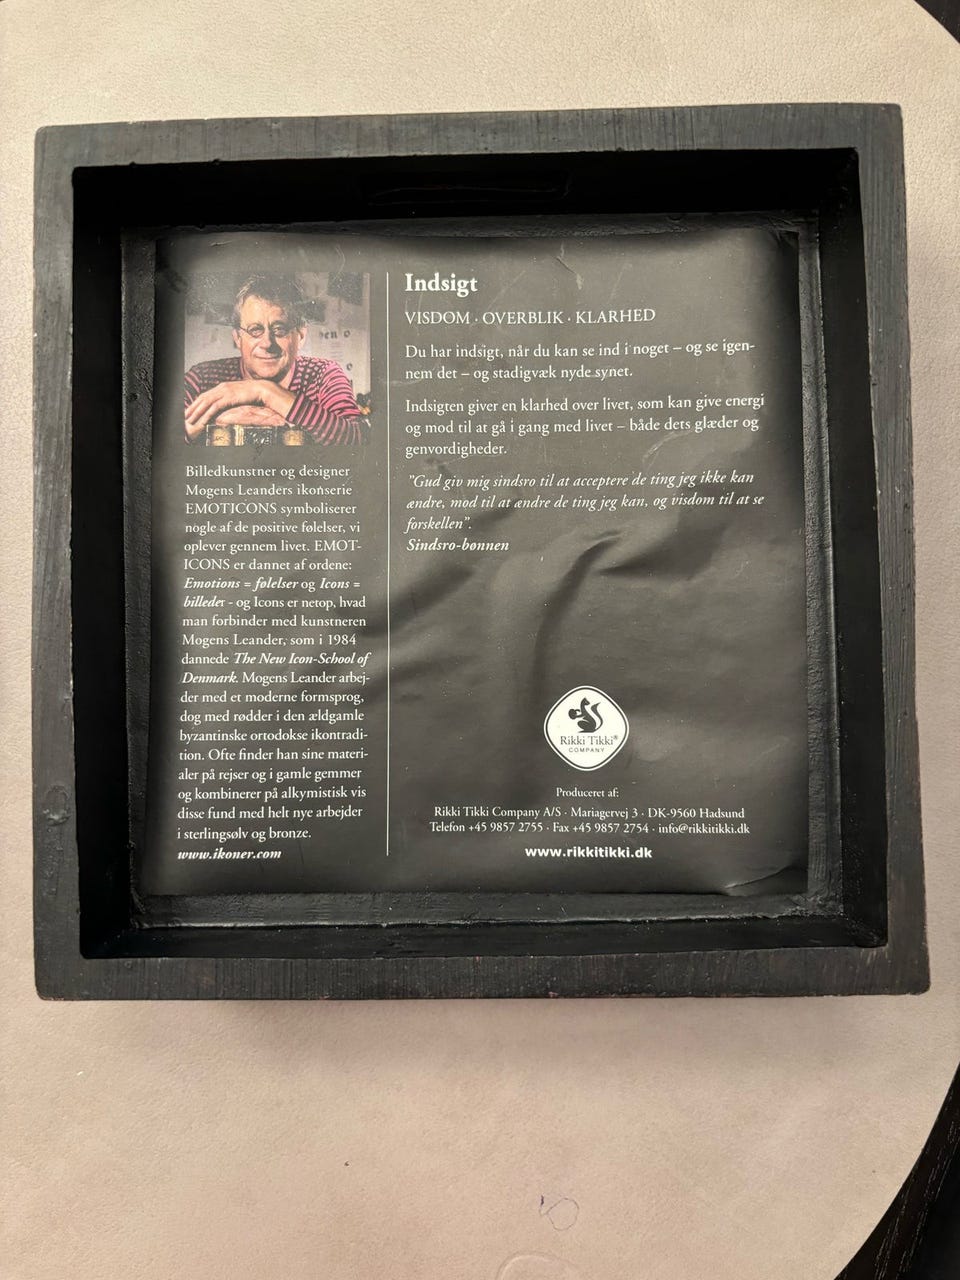 Billedkunstner og designer
Mogens Leanders ikonserie
EMOTICONS symboliserer
nogle af de positive følelser, vi
oplever gennem livet. EMOT-
ICONS er dannet af ordene:
Emotions = følelser og Icons =
billeder - og Icons er netop, hvad
man forbinder med kunstneren
Mogens Leander, som i 1984
dannede The New Icon-School of
Denmark. Mogens Leander arbej-
der med et moderne formsprog,
dog med rødder i den ældgamle
byzantinske ortodokse ikontradi-
tion. Ofte finder han sine materi-
aler på rejser og i gamle gemmer
og kombinerer på alkymistisk vis
disse fund med helt nye arbejder
i sterlingsølv og bronze.
www.ikoner.com
Indsigt
VISDOM · OVERBLIK · KLARHED
Du har indsigt, når du kan se ind i noget – og se igen-
nem det – og stadigvæk nyde synet.
Indsigten giver en klarhed over livet, som kan give energi
og mod til at gå i gang med livet – både dets glæder og
genvordigheder.
"Gud giv mig sindsro til at acceptere de ting jeg ikke kan
ændre, mod til at ændre de ting jeg kan, og visdom til at se
forskellen".
Sindsro-bønnen
Rikki Tikki®
COMPANY
Produceret af:
Rikki Tikki Company A/S · Mariagervej 3 · DK-9560 Hadsund
Telefon +45 9857 2755 · Fax +45 9857 2754 · info@rikkitikki.dk
www.rikkitikki.dk